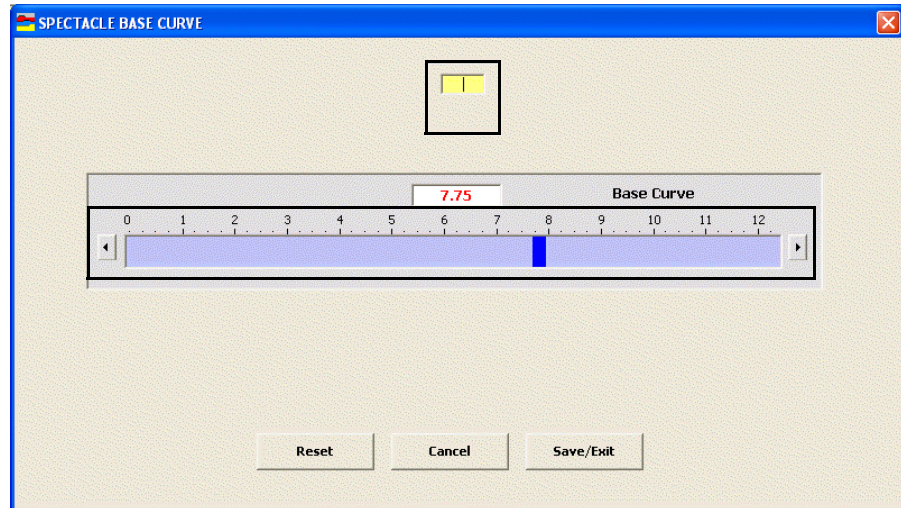 SPECTACLE BASE CURVE
7.75 Base Curve
0 1 2 3 4 5 6 7 8 9 10 11 12
Reset Cancel Save/Exit